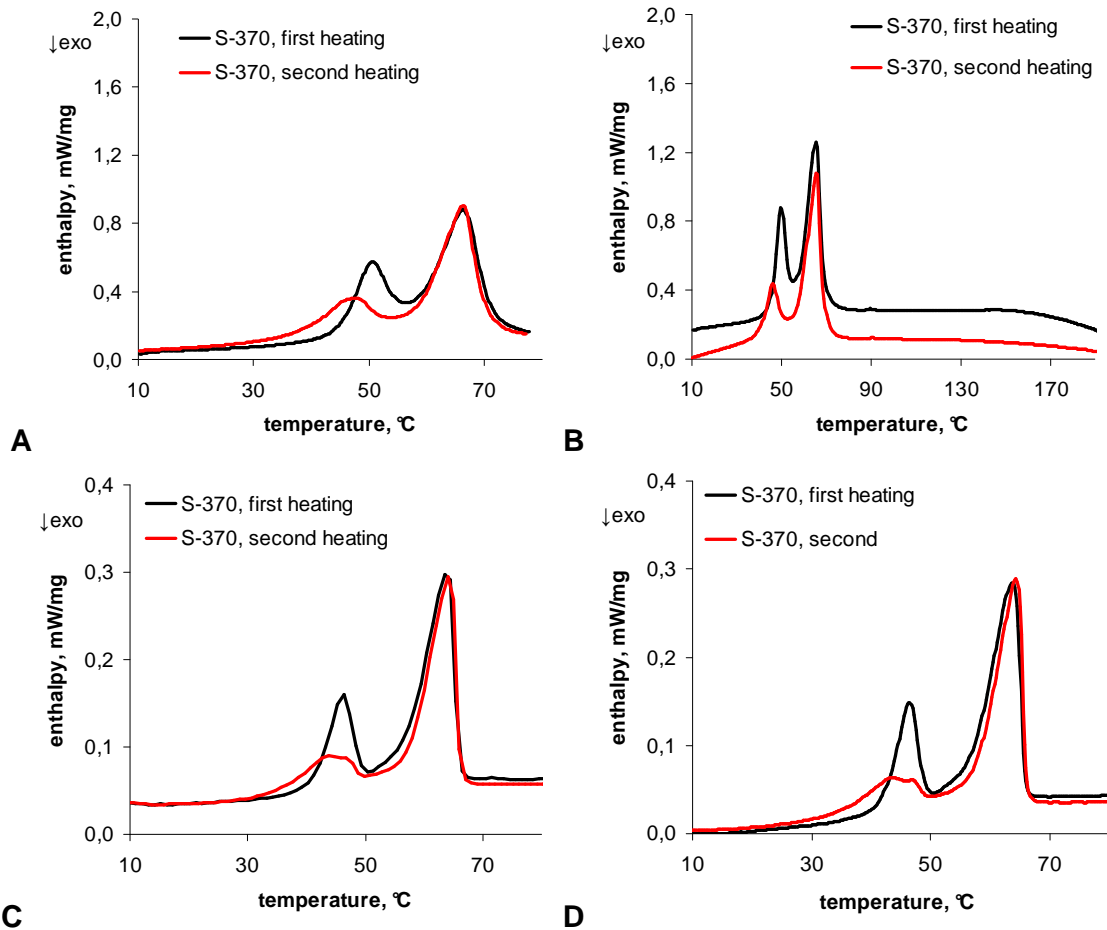 2,0
↓exo
S-370, first heating
1,6
S-370, second heating
1,2
0,8
0,4
0,0
enthalpy, mW/mg
10 30 50 70
temperature, °C
A
2,0
↓exo
S-370, first heating
1,6
S-370, second heating
1,2
0,8
0,4
0,0
enthalpy, mW/mg
10 50 90 130 170
temperature, °C
B
0,4
S-370, first heating
↓exo
S-370, second heating
0,3
0,2
0,1
0,0
enthalpy, mW/mg
10 30 50 70
temperature, °C
C
0,4
S-370, first heating
↓exo
S-370, second
0,3
0,2
0,1
0,0
enthalpy, mW/mg
10 30 50 70
temperature, °C
D